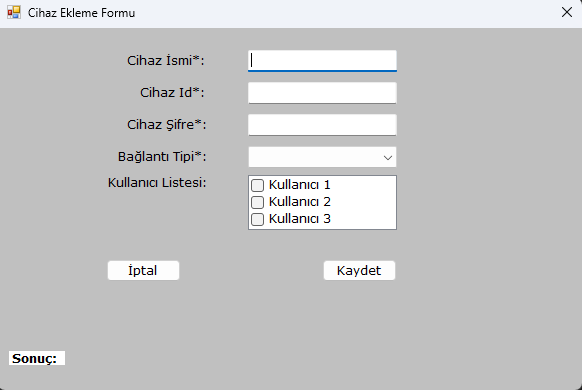 Cihaz Ekleme Formu
Cihaz İsmi*:
Cihaz Id*:
Cihaz Şifre*:
Bağlantı Tipi*:
Kullanıcı Listesi:
Kullanıcı 1
Kullanıcı 2
Kullanıcı 3
İptal
Kaydet
Sonuç: